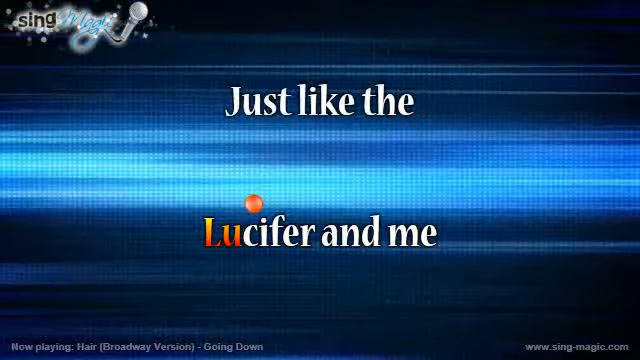 sing Magic
Just like the
Lucifer and me
Now playing: Hair (Broadway Version) - Going Down
www.sing-magic.com